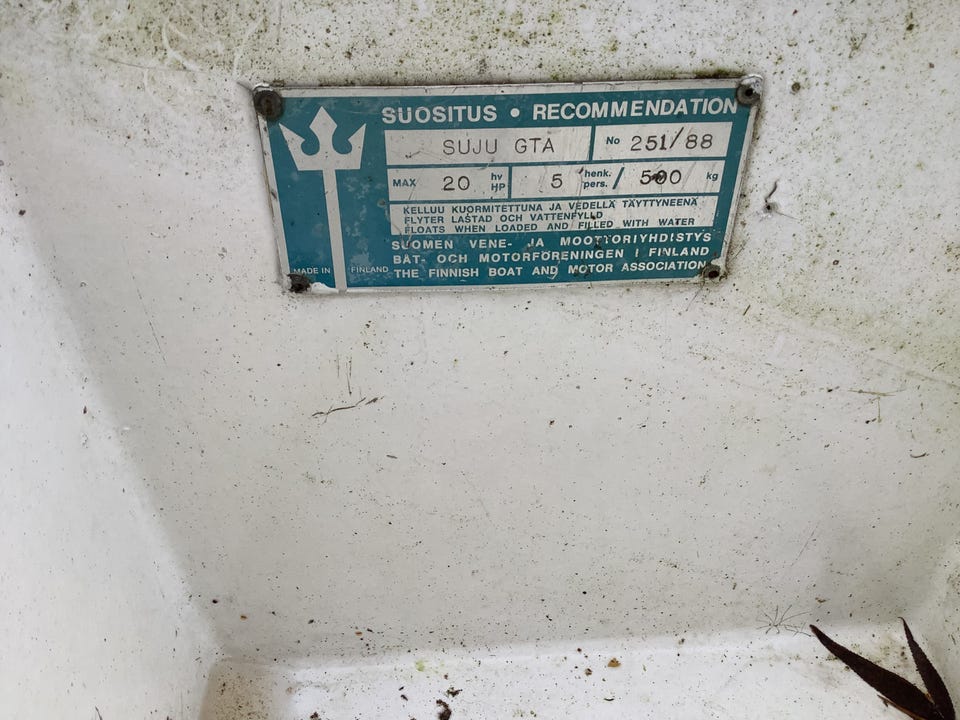 SUOSITUS • RECOMMENDATION
SUJU GTA No 251/88
MAX 20 hv HP 5 henk. pers. / 500 kg
KELLUU KUORMITETTUNA JA VEDELLÄ TÄYTTYNEENÄ
FLYTER LASTAD OCH VATTENFYLLD
FLOATS WHEN LOADED AND FILLED WITH WATER
SUOMEN VENE- JA MOOTTORIYHDISTYS
BÅT- OCH MOTORFÖRENINGEN I FINLAND
THE FINNISH BOAT AND MOTOR ASSOCIATION
MADE IN FINLAND